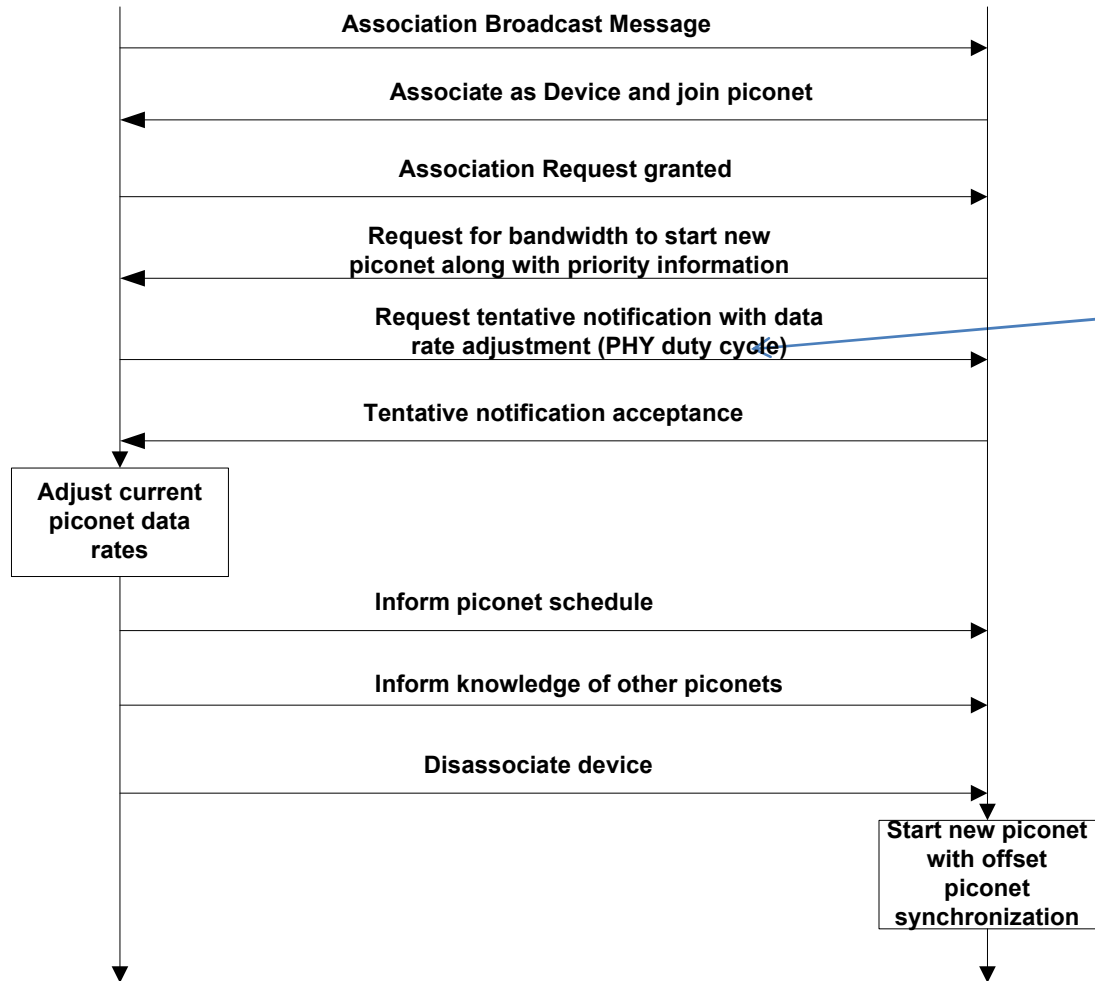 Association Broadcast Message
Associate as Device and join piconet
Association Request granted
Request for bandwidth to start new
piconet along with priority information
Request tentative notification with data
rate adjustment (PHY duty cycle)
Tentative notification acceptance
Adjust current
piconet data
rates
Inform piconet schedule
Inform knowledge of other piconets
Disassociate device
Start new piconet
with offset
piconet
synchronization